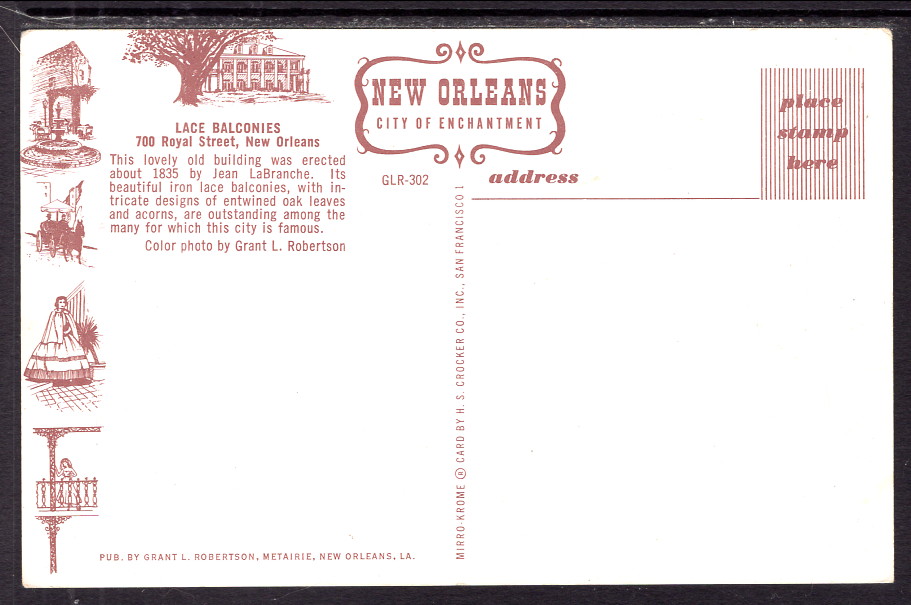 LACE BALCONIES
700 Royal Street, New Orleans
This lovely old building was erected
about 1835 by Jean LaBranche. Its
beautiful iron lace balconies, with in-
tricate designs of entwined oak leaves
and acorns, are outstanding among the
many for which this city is famous.
Color photo by Grant L. Robertson
NEW ORLEANS
CITY OF ENCHANTMENT
GLR-302
address
place
stamp
here
MIRRO-KROME ® CARD BY H. S. CROCKER CO., INC., SAN FRANCISCO 1
PUB. BY GRANT L. ROBERTSON, METAIRIE, NEW ORLEANS, LA.